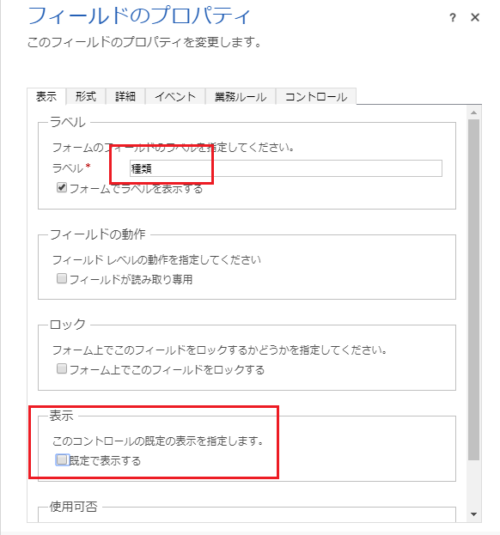 フィールドのプロパティ
? ×
このフィールドのプロパティを変更します。
表示 形式 詳細 イベント 業務ルール コントロール
ラベル
フォームのフィールドのラベルを指定してください。
ラベル* 種類
フォームでラベルを表示する
フィールドの動作
フィールド レベルの動作を指定してください
フィールドが読み取り専用
ロック
フォーム上でこのフィールドをロックするかどうかを指定してください。
フォーム上でこのフィールドをロックする
表示
このコントロールの既定の表示を指定します。
既定で表示する
使用可否